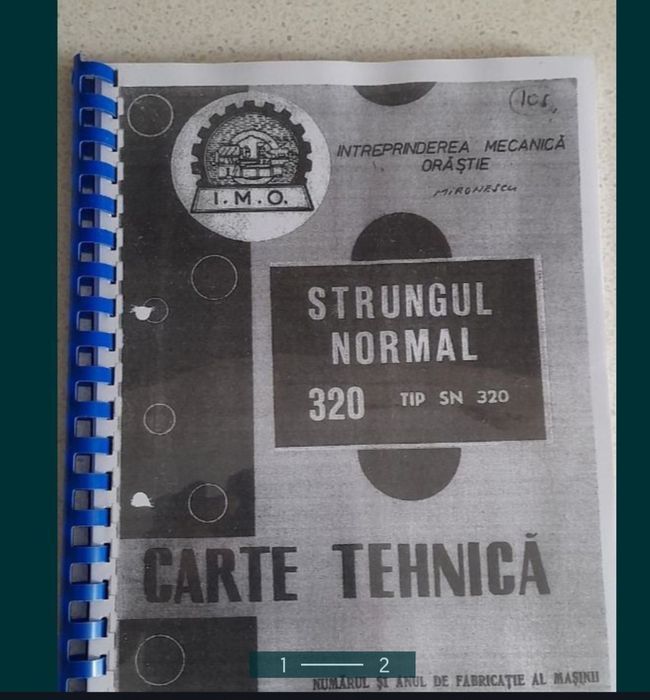 I.M.O.
INTREPRINDEREA MECANICĂ
ORĂȘTIE
MIRONESCU
STRUNGUL
NORMAL
320 TIP SN 320
CARTE TEHNICĂ
1 2
NUMĂRUL ȘI ANUL DE FABRICAȚIE AL MAȘINII